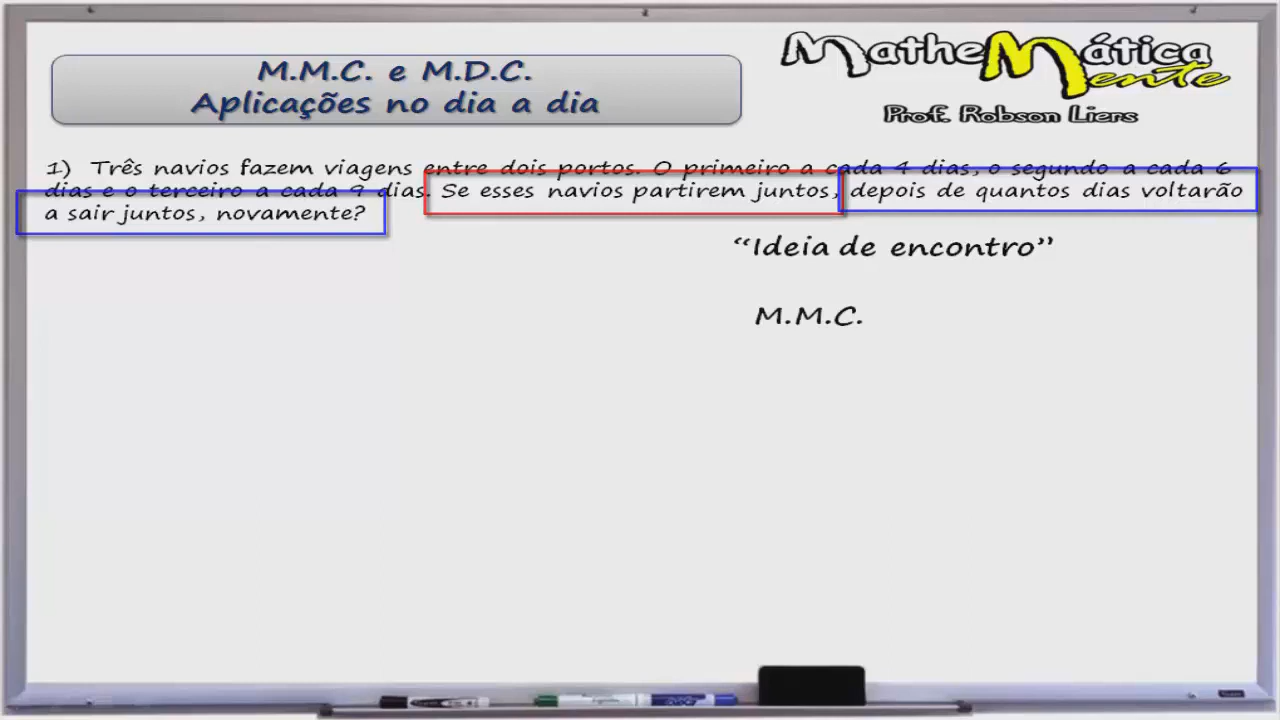 M.M.C. e M.D.C.
Aplicações no dia a dia
MatheMática
mente
Prof. Robson Liers
1) Três navios fazem viagens entre dois portos. O primeiro a cada 4 dias, o segundo a cada 6
dias e o terceiro a cada 9 dias. Se esses navios partirem juntos, depois de quantos dias voltarão
a sair juntos, novamente?
“Ideia de encontro”
M.M.C.